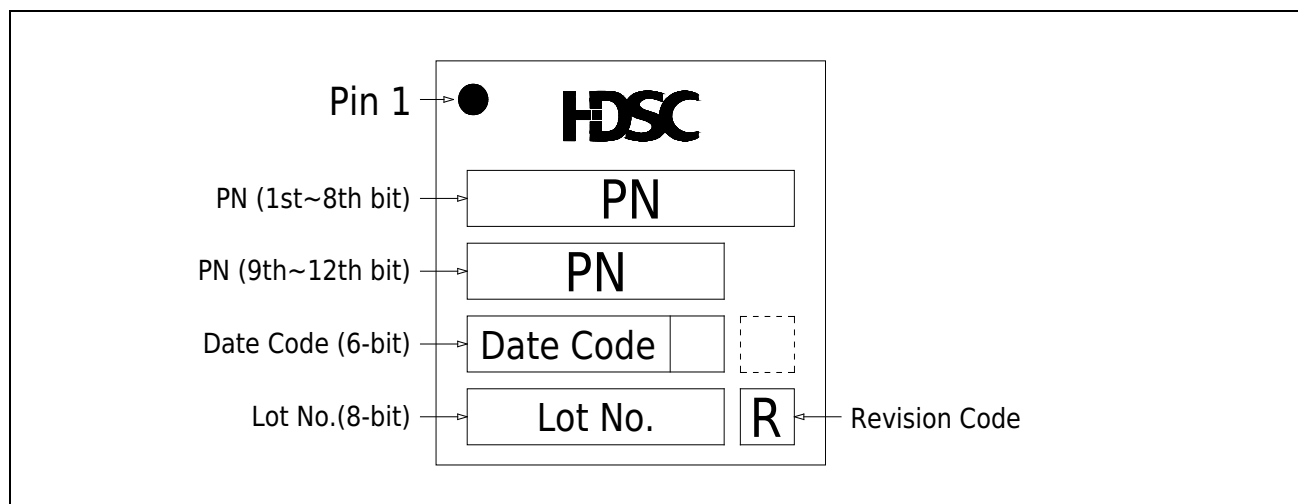 Pin 1
HDSC
PN (1st~8th bit)
PN
PN (9th~12th bit)
PN
Date Code (6-bit)
Date Code
Lot No.(8-bit)
Lot No.
R
Revision Code